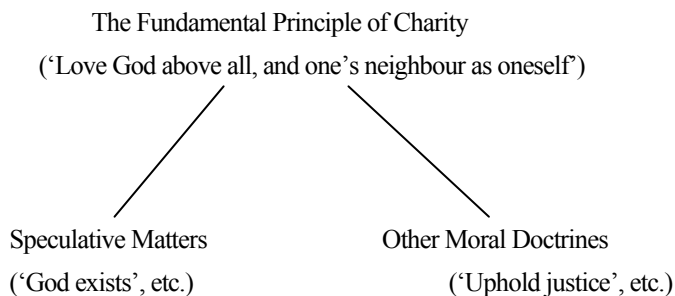 The Fundamental Principle of Charity
(‘Love God above all, and one’s neighbour as oneself’)
Speculative Matters
Other Moral Doctrines
(‘God exists’, etc.)
(‘Uphold justice’, etc.)